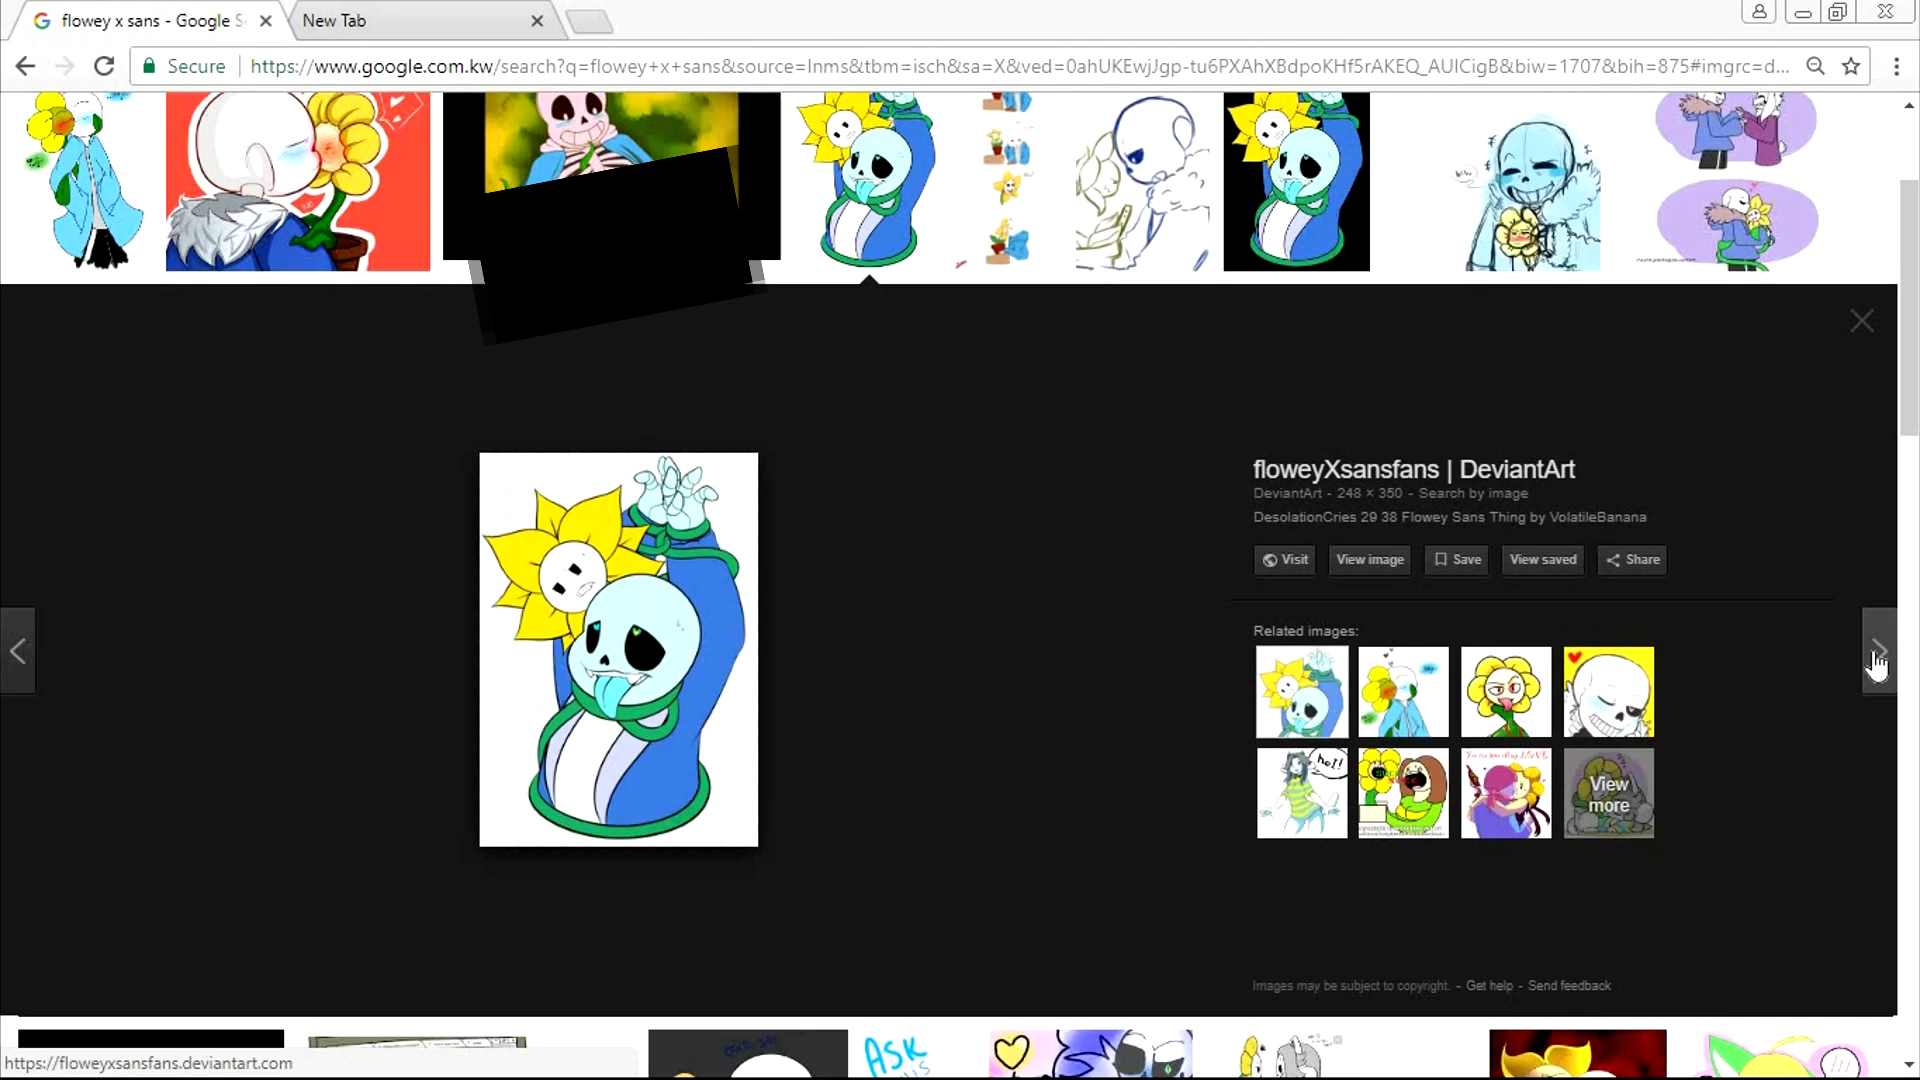 flowey x sans - Google S
New Tab
Secure
https://www.google.com.kw/search?q=flowey+x+sans&source=lnms&tbm=isch&sa=X&ved=0ahUKEwjJgp-tu6PXAhXBdpoKHf5rAKEQ_AUICigB&biw=1707&bih=875#imgrc=d...
floweyXsansfans | DeviantArt
DeviantArt - 248 × 350 - Search by image
DesolationCries 29 38 Flowey Sans Thing by VolatileBanana
Visit
View image
Save
View saved
Share
Related images:
hoI!
View
more
Images may be subject to copyright. - Get help - Send feedback
ASK
https://floweyxsansfans.deviantart.com